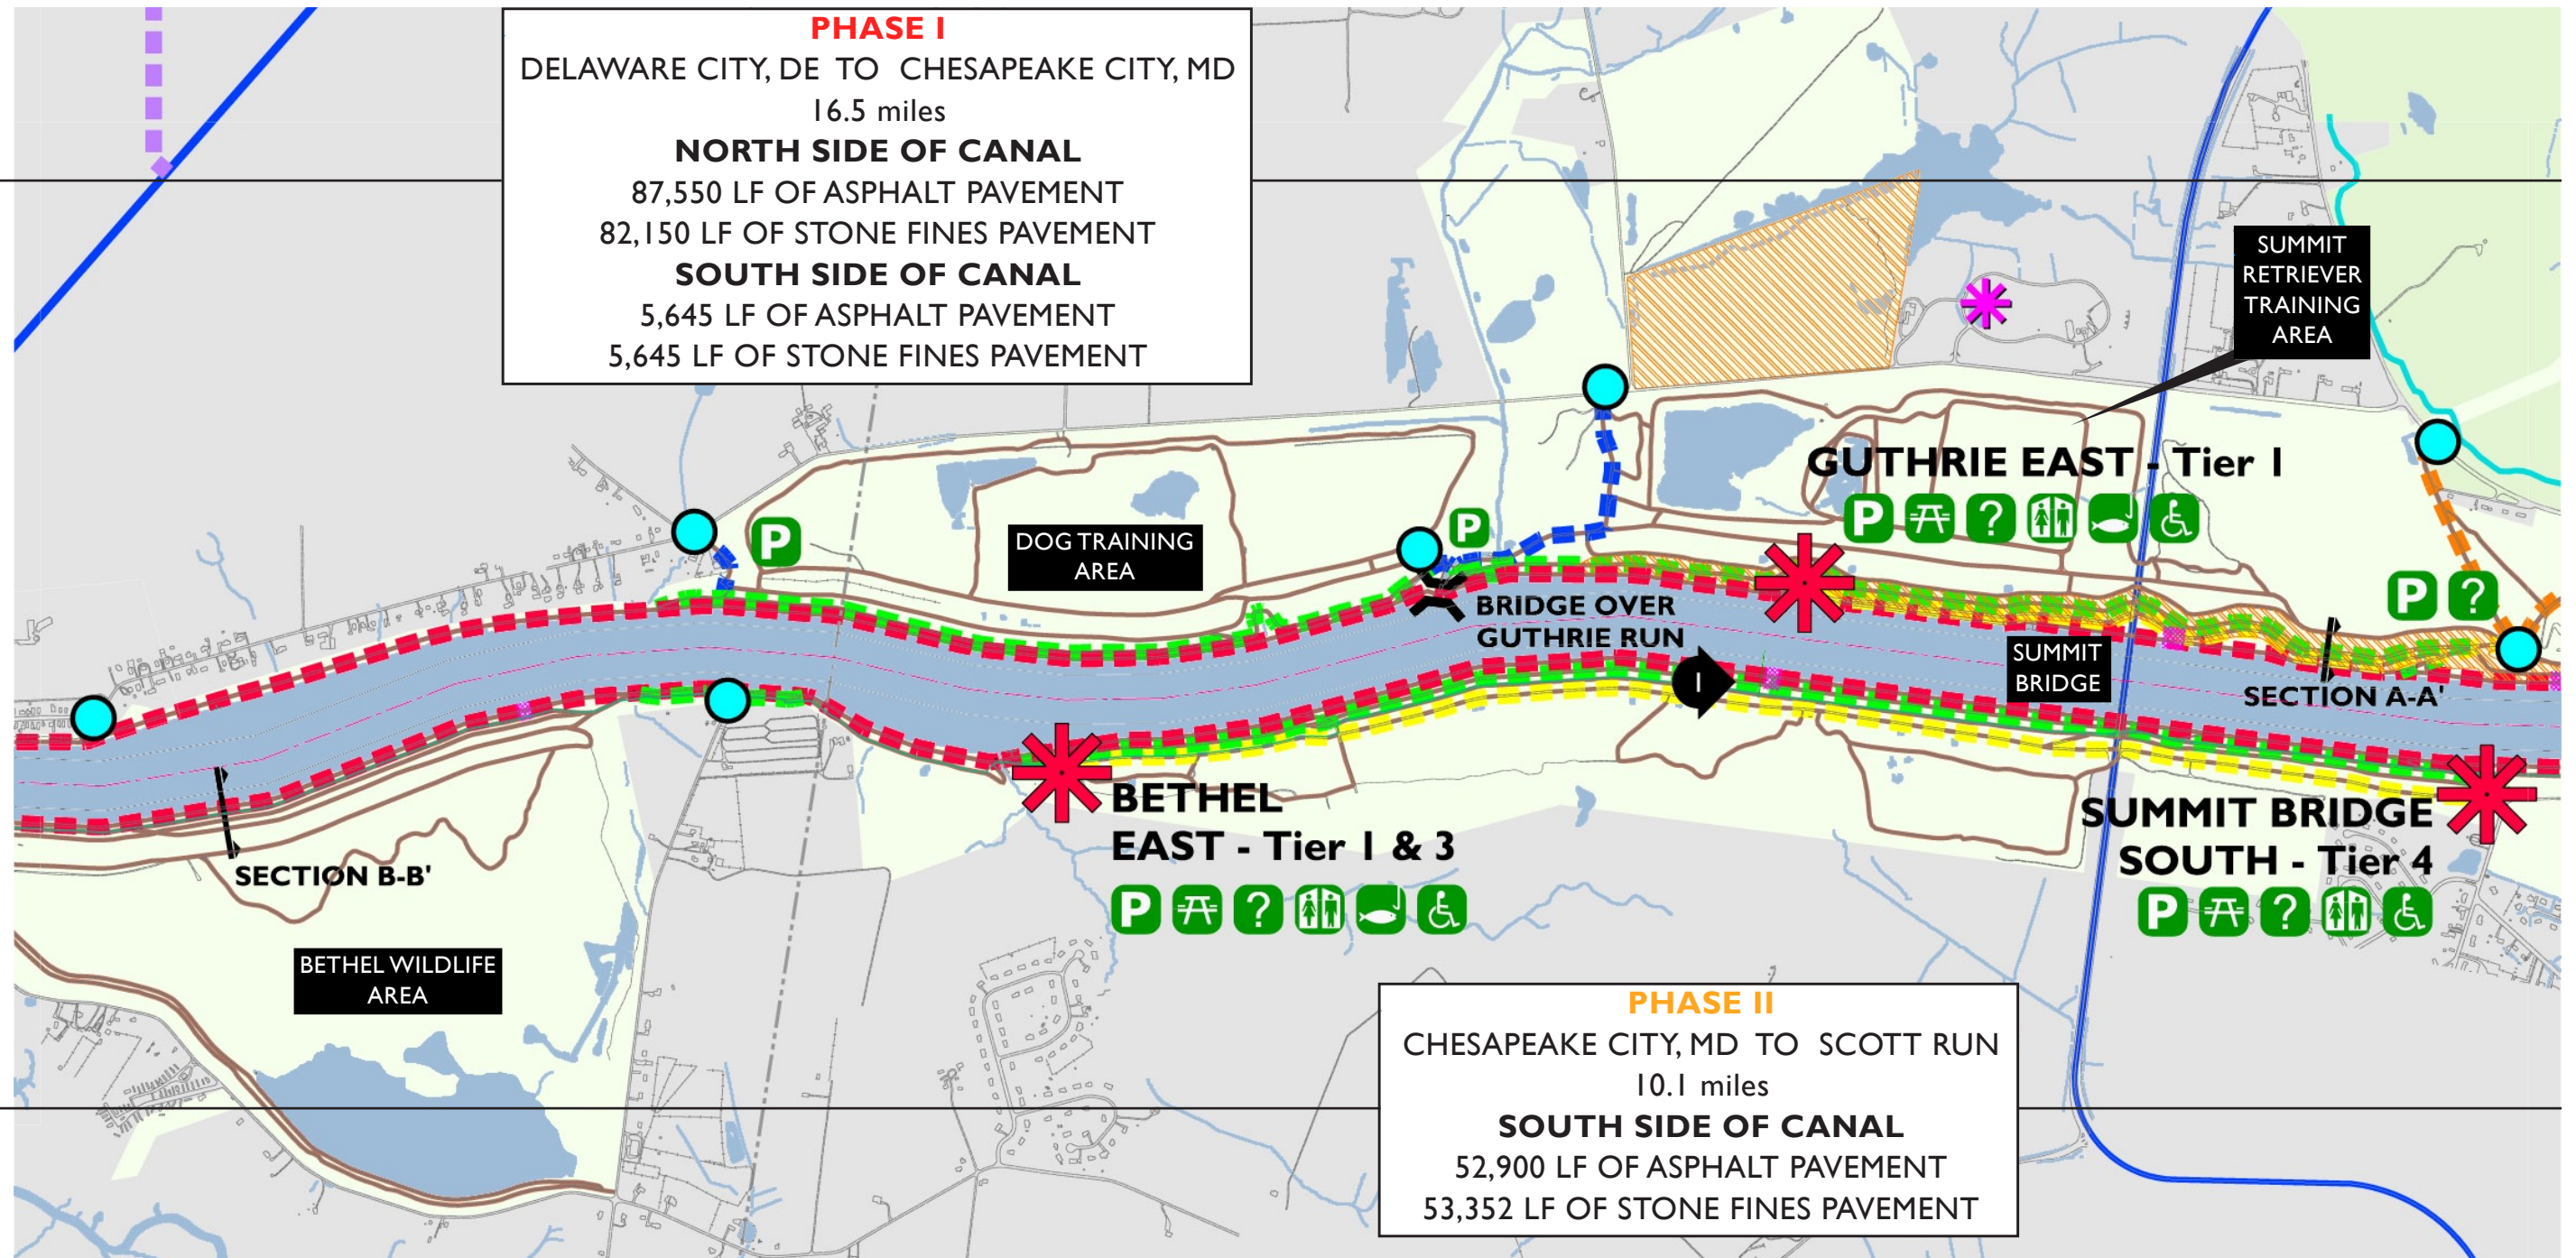 PHASE I
DELAWARE CITY, DE TO CHESAPEAKE CITY, MD
16.5 miles
NORTH SIDE OF CANAL
87,550 LF OF ASPHALT PAVEMENT
82,150 LF OF STONE FINES PAVEMENT
SOUTH SIDE OF CANAL
5,645 LF OF ASPHALT PAVEMENT
5,645 LF OF STONE FINES PAVEMENT
SUMMIT
RETRIEVER
TRAINING
AREA
GUTHRIE EAST - Tier 1
P ?
P
P
DOG TRAINING
AREA
P ?
BRIDGE OVER
GUTHRIE RUN
I
SUMMIT
BRIDGE
SECTION A-A'
BETHEL
EAST - Tier 1 & 3
P ?
SUMMIT BRIDGE
SOUTH - Tier 4
P ?
SECTION B-B'
BETHEL WILDLIFE
AREA
PHASE II
CHESAPEAKE CITY, MD TO SCOTT RUN
10.1 miles
SOUTH SIDE OF CANAL
52,900 LF OF ASPHALT PAVEMENT
53,352 LF OF STONE FINES PAVEMENT